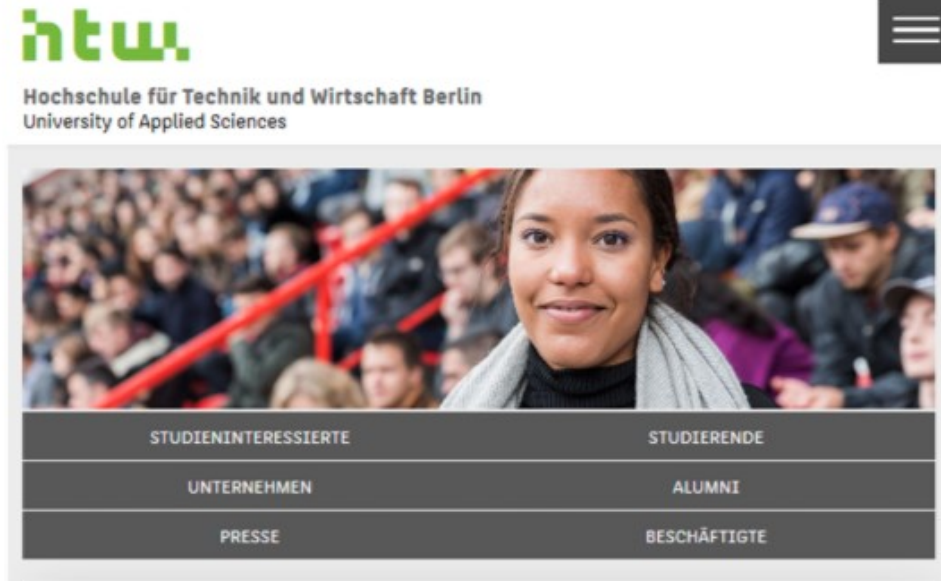 htw.
Hochschule für Technik und Wirtschaft Berlin
University of Applied Sciences
STUDIENINTERESSIERTE STUDIERENDE
UNTERNEHMEN ALUMNI
PRESSE BESCHÄFTIGTE